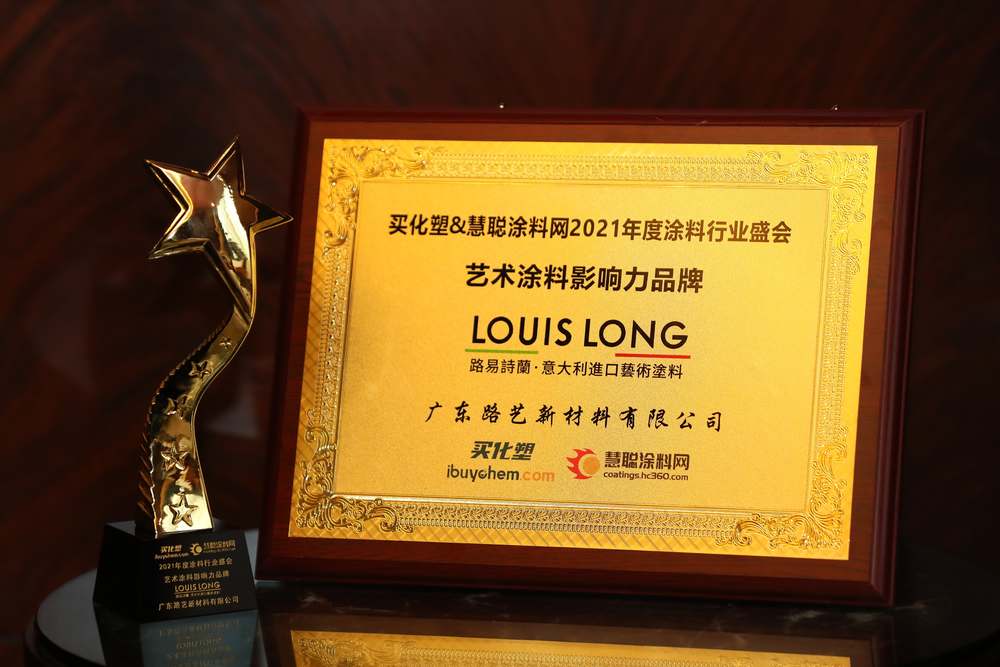 买化塑&慧聪涂料网2021年度涂料行业盛会
艺术涂料影响力品牌
LOUIS LONG
路易詩蘭·意大利進口藝術塗料
广东路艺新材料有限公司
买化塑
ibuychem.com
慧聪涂料网
coatings.hc360.com
买化塑
ibuychem.com
慧聪涂料网
2021年度涂料行业盛会
艺术涂料影响力品牌
LOUIS LONG
广东路艺新材料有限公司